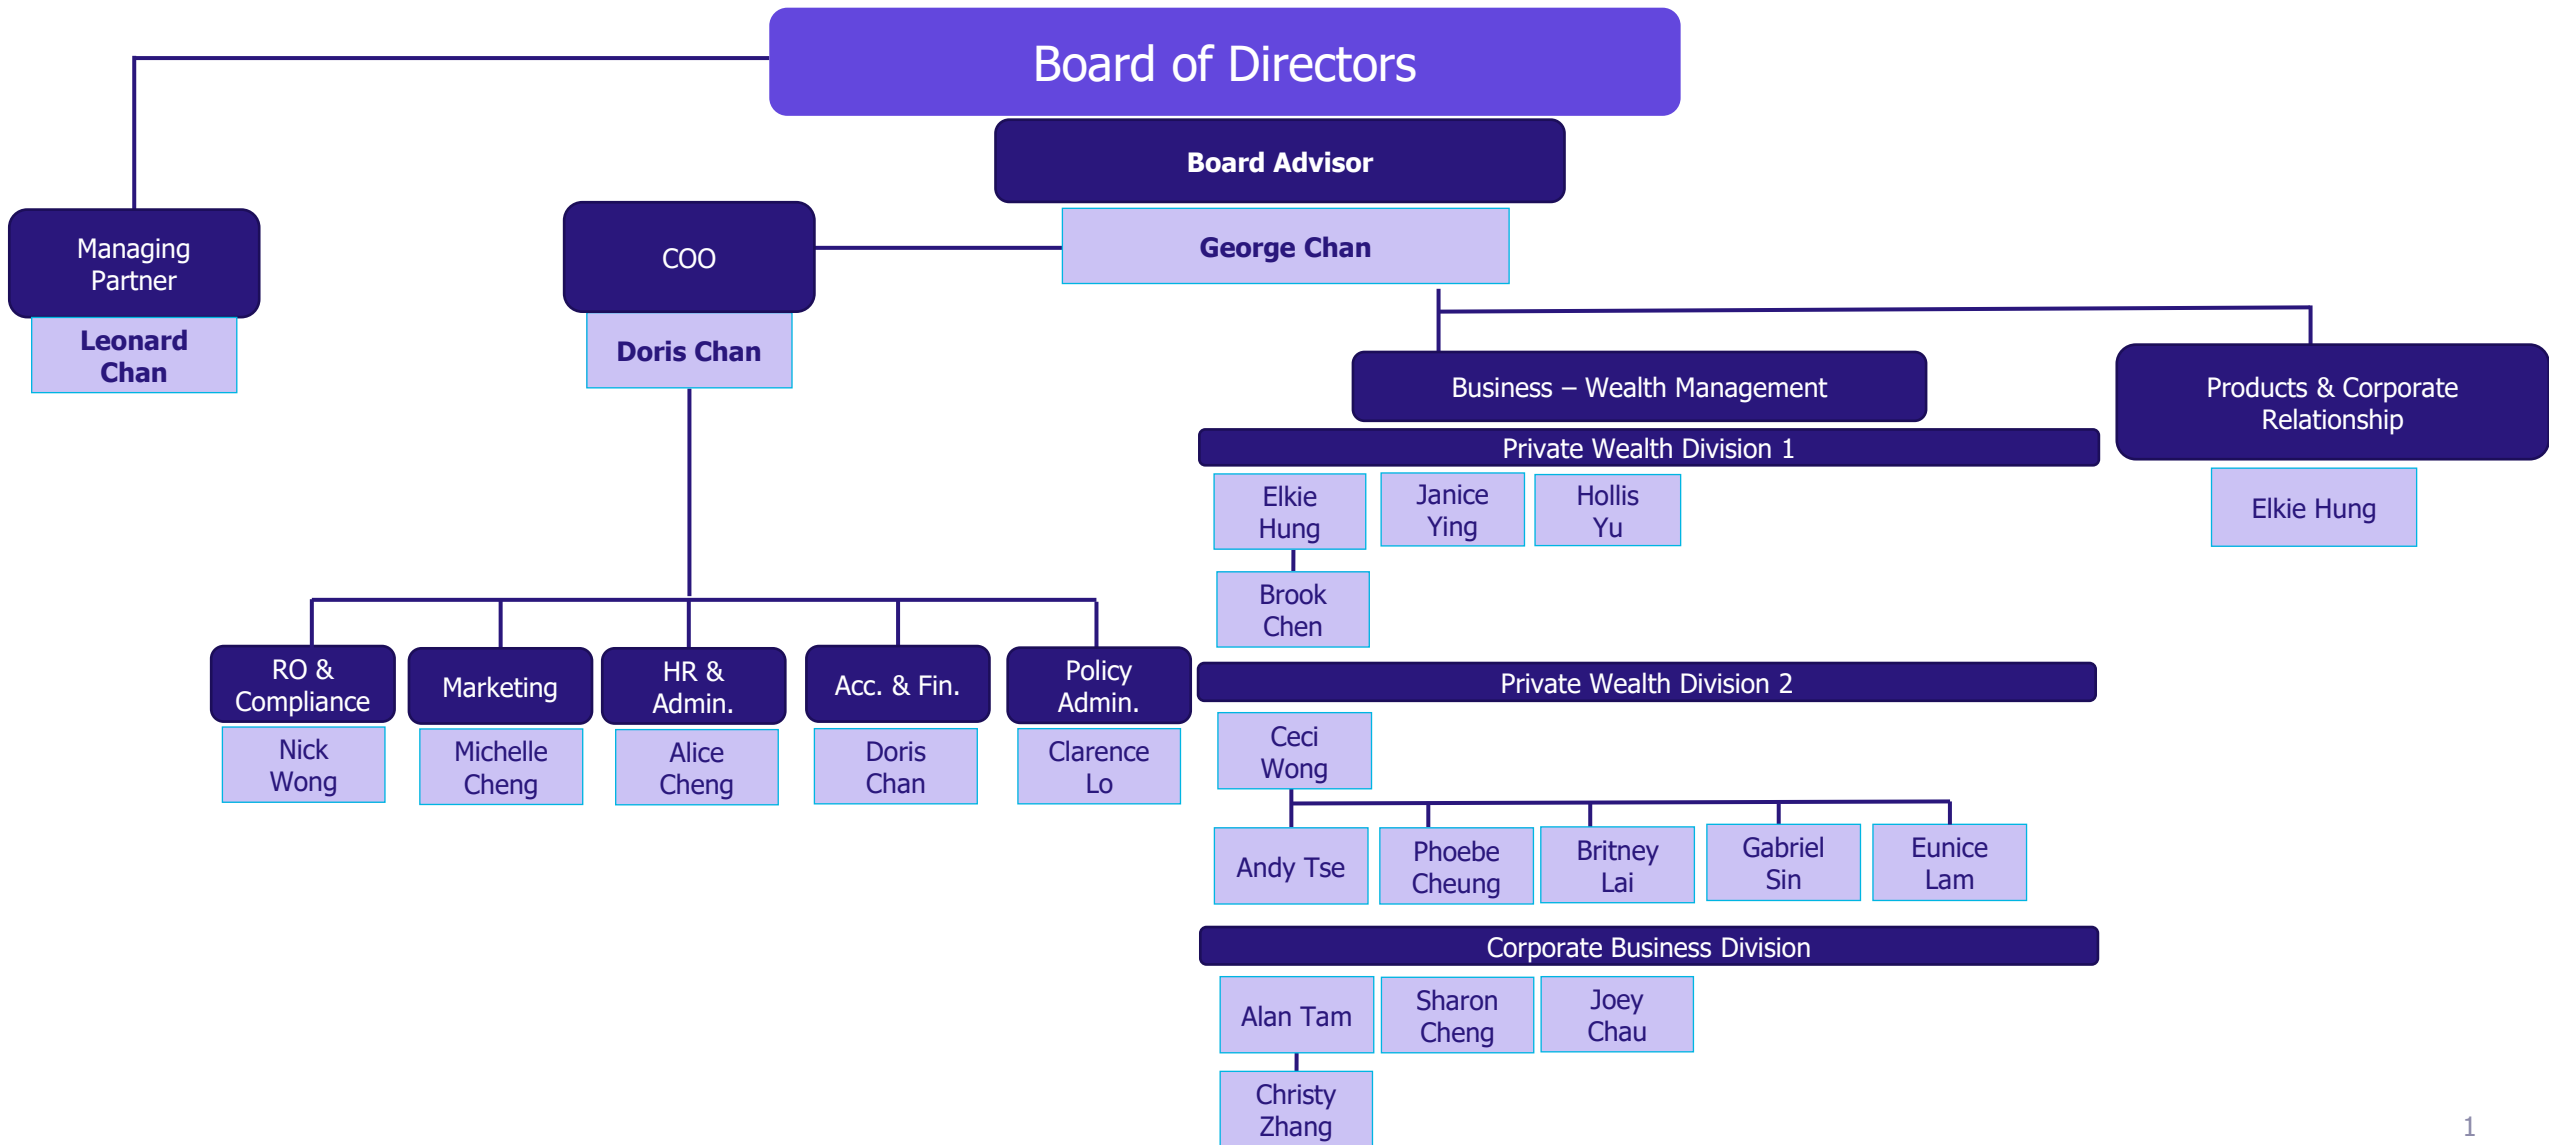 Board of Directors
Board Advisor
George Chan
Managing
Partner
Leonard
Chan
COO
Doris Chan
Business – Wealth Management
Products & Corporate
Relationship
Elkie Hung
Private Wealth Division 1
Elkie
Hung
Janice
Ying
Hollis
Yu
Brook
Chen
RO &
Compliance
Nick
Wong
Marketing
Michelle
Cheng
HR &
Admin.
Alice
Cheng
Acc. & Fin.
Doris
Chan
Policy
Admin.
Clarence
Lo
Private Wealth Division 2
Ceci
Wong
Andy Tse
Phoebe
Cheung
Britney
Lai
Gabriel
Sin
Eunice
Lam
Corporate Business Division
Alan Tam
Sharon
Cheng
Joey
Chau
Christy
Zhang
1